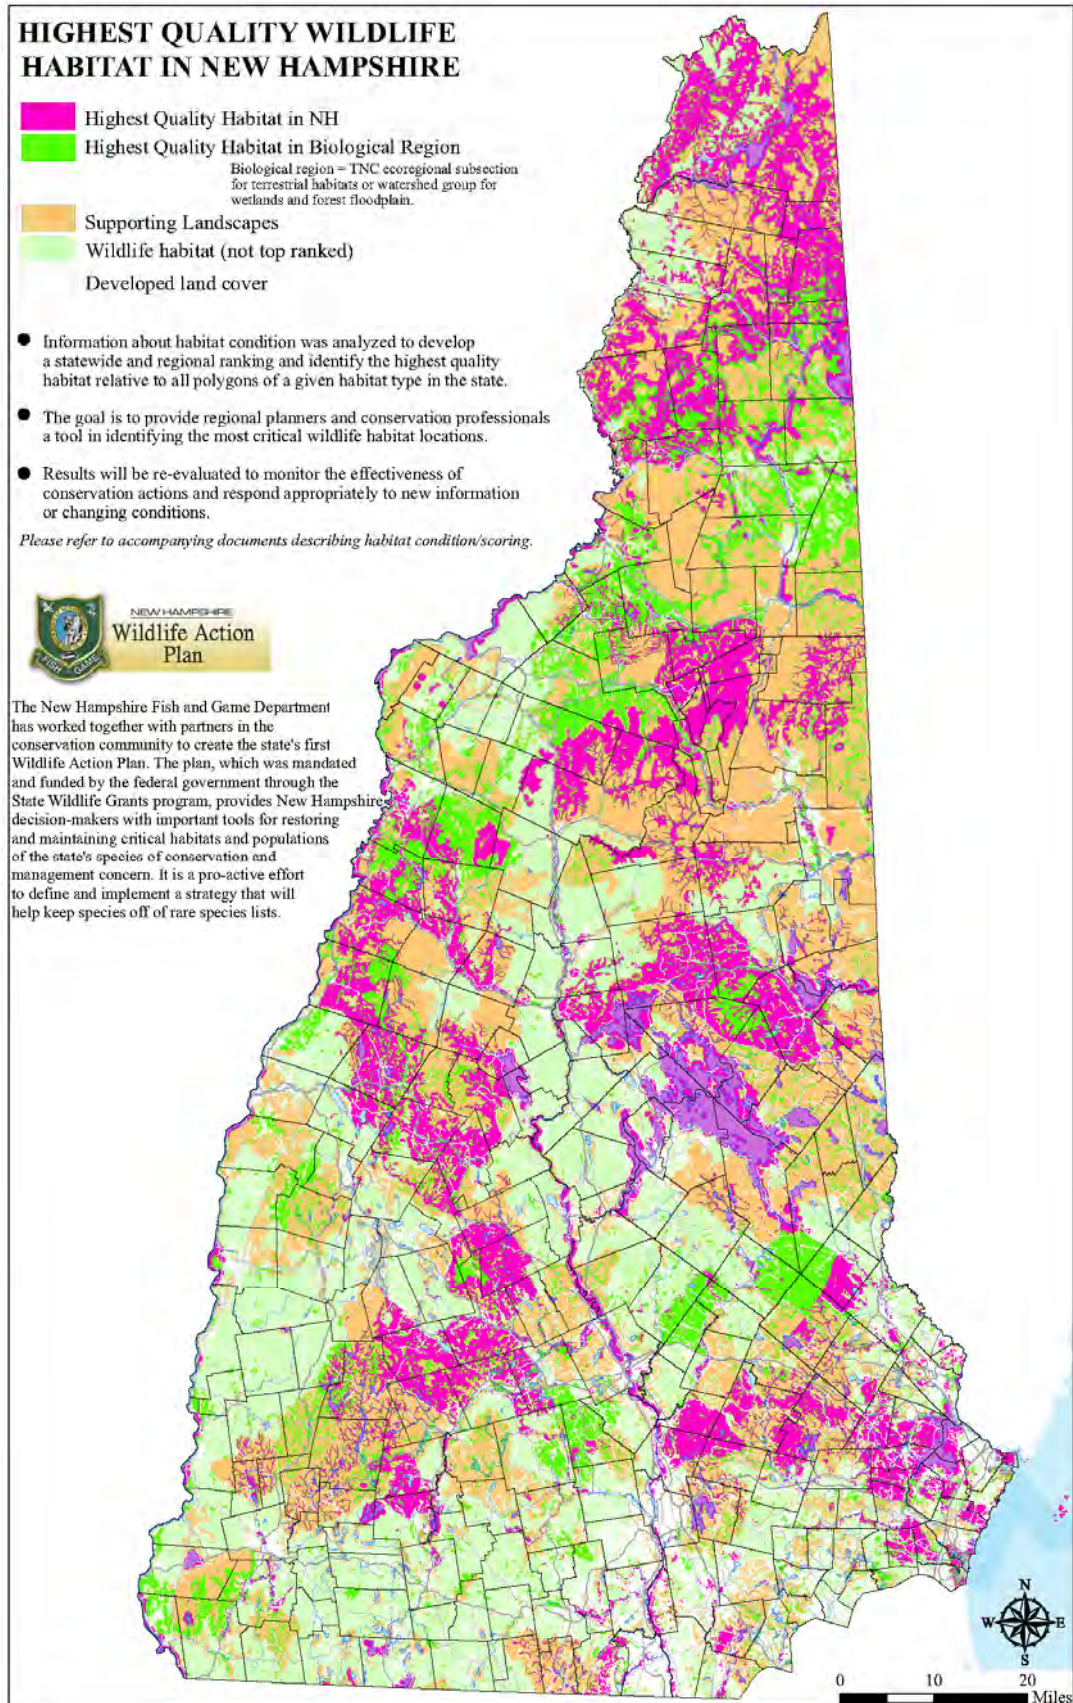 HIGHEST QUALITY WILDLIFE
HABITAT IN NEW HAMPSHIRE
Highest Quality Habitat in NH
Highest Quality Habitat in Biological Region
Biological region = TNC ecoregional subsection
for terrestrial habitats or watershed group for
wetlands and forest floodplain.
Supporting Landscapes
Wildlife habitat (not top ranked)
Developed land cover
● Information about habitat condition was analyzed to develop
a statewide and regional ranking and identify the highest quality
habitat relative to all polygons of a given habitat type in the state.
● The goal is to provide regional planners and conservation professionals
a tool in identifying the most critical wildlife habitat locations.
● Results will be re-evaluated to monitor the effectiveness of
conservation actions and respond appropriately to new information
or changing conditions.
Please refer to accompanying documents describing habitat condition/scoring.
NEW HAMPSHIRE
Wildlife Action
Plan
FISH and GAME
The New Hampshire Fish and Game Department
has worked together with partners in the
conservation community to create the state's first
Wildlife Action Plan. The plan, which was mandated
and funded by the federal government through the
State Wildlife Grants program, provides New Hampshire
decision-makers with important tools for restoring
and maintaining critical habitats and populations
of the state's species of conservation and
management concern. It is a pro-active effort
to define and implement a strategy that will
help keep species off of rare species lists.
N
W E
S
0 10 20
Miles